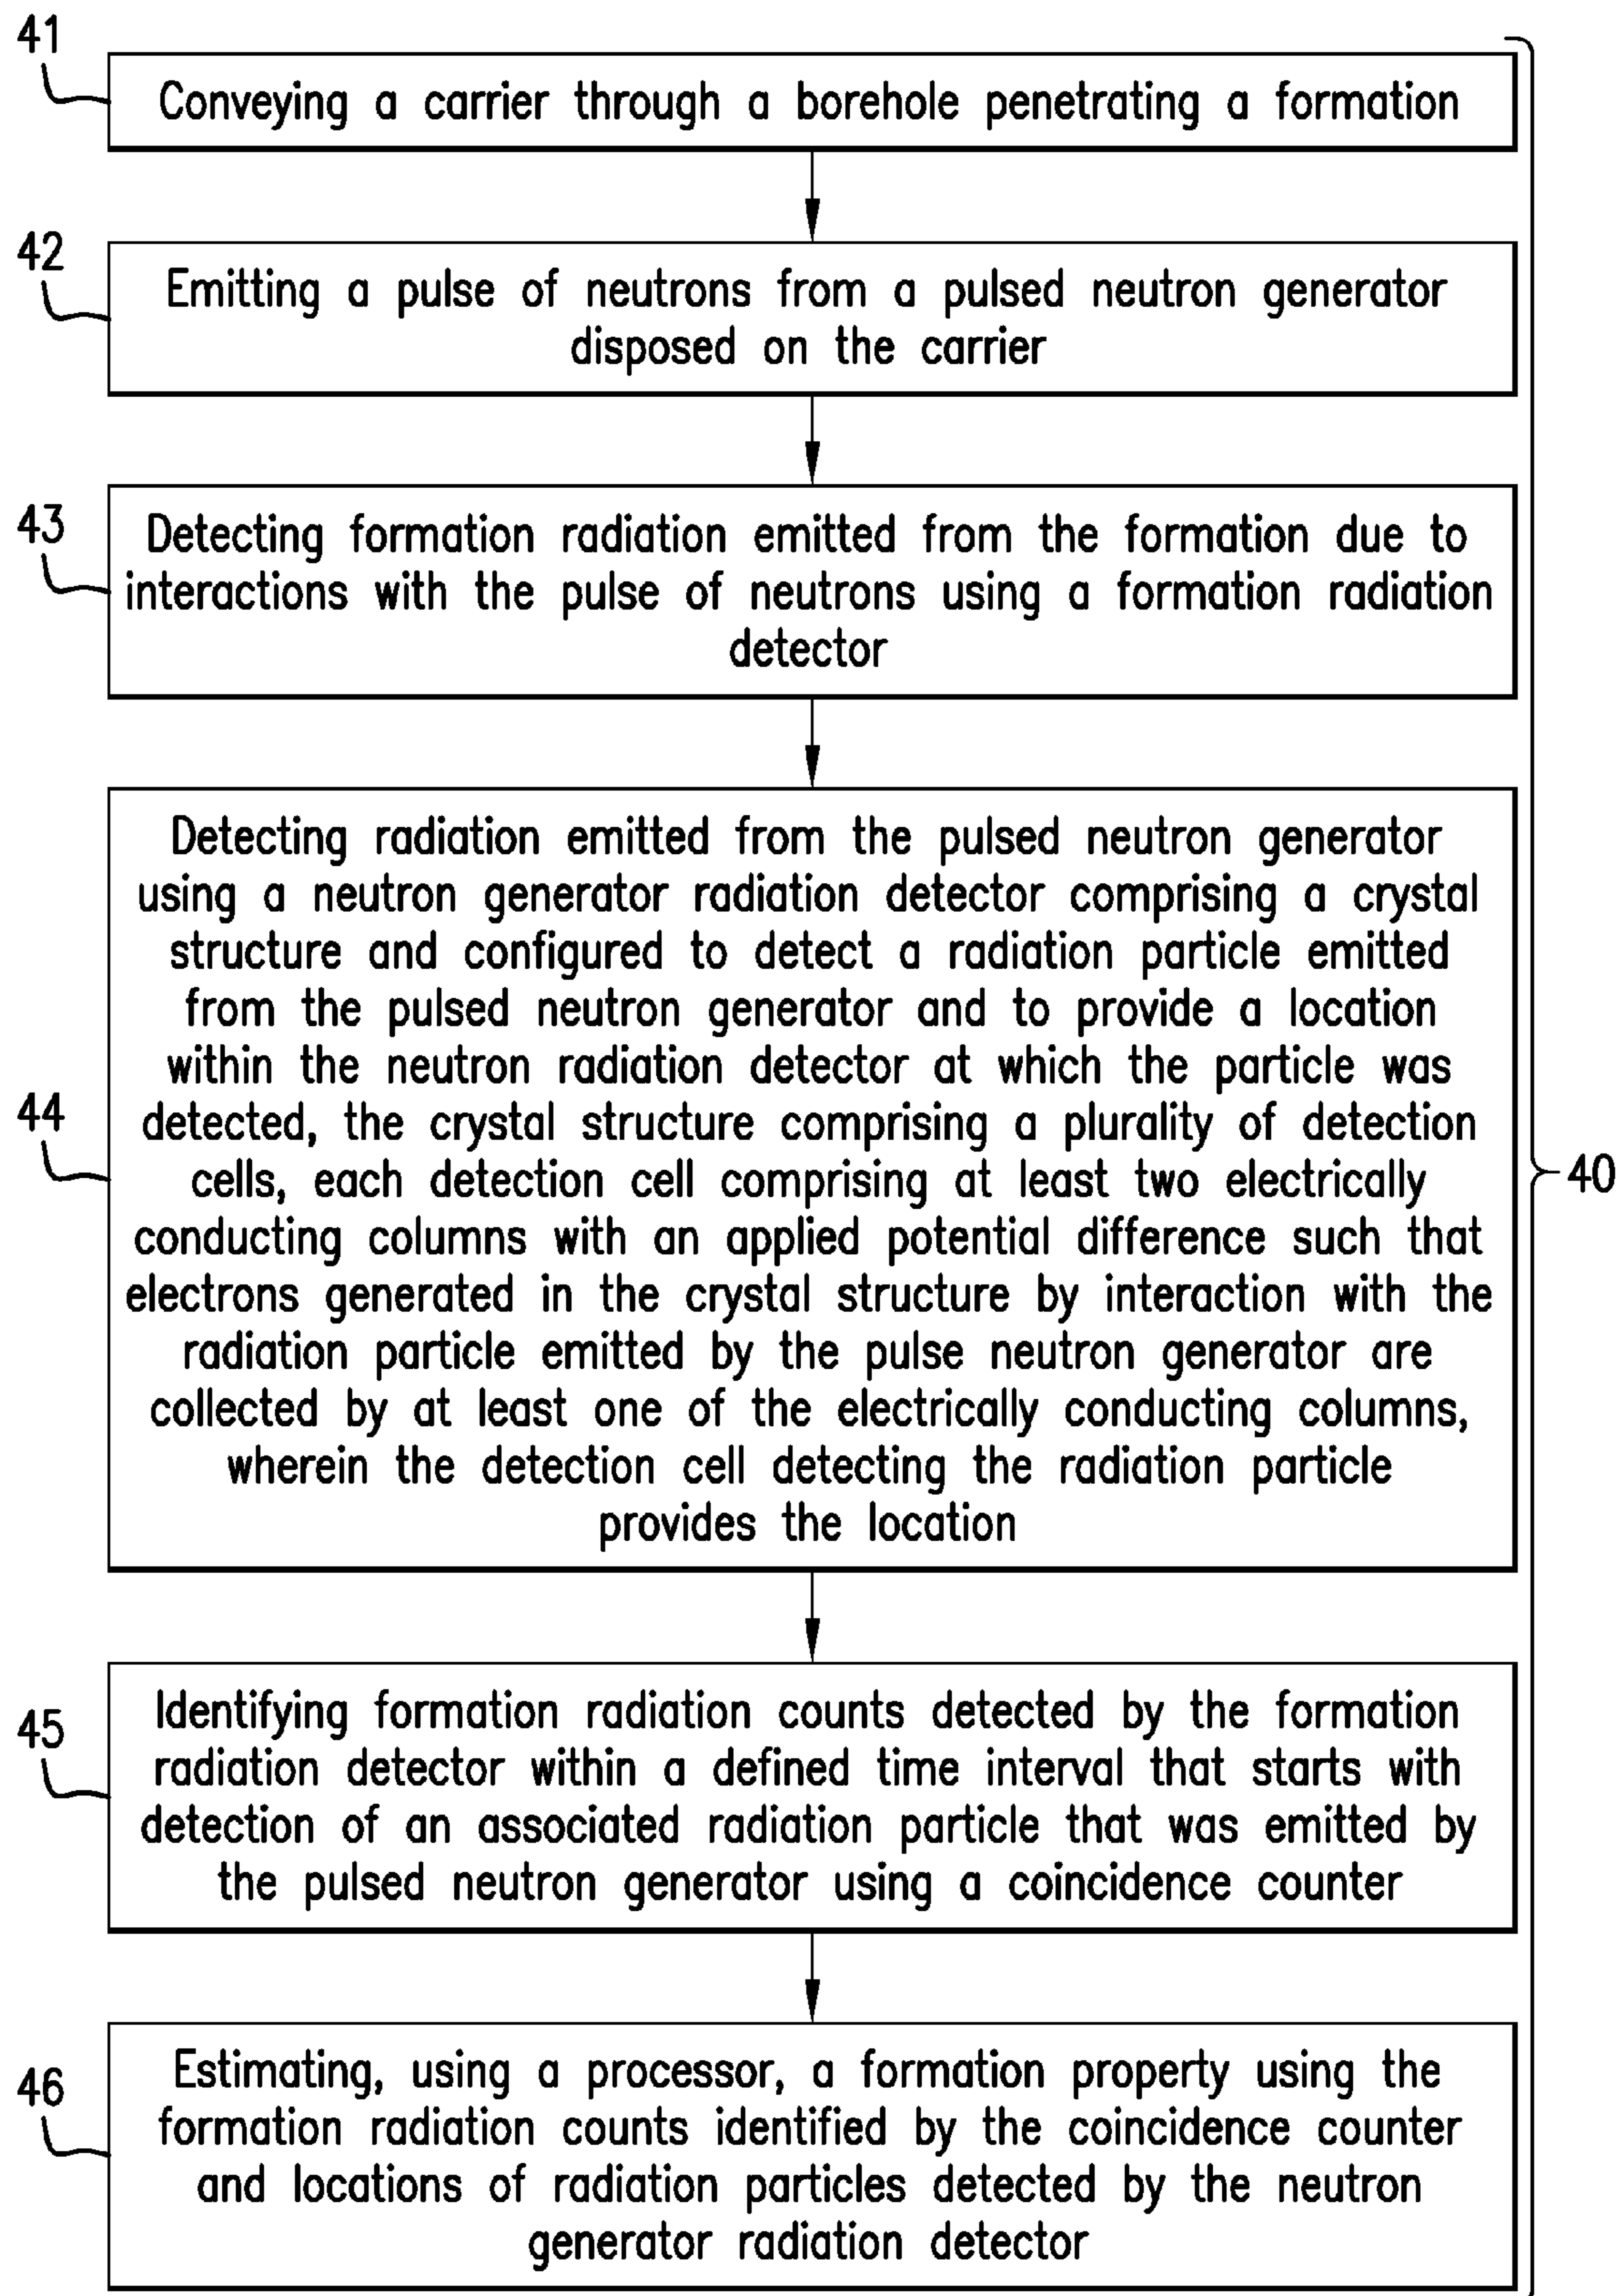 41
Conveying a carrier through a borehole penetrating a formation
42
Emitting a pulse of neutrons from a pulsed neutron generator
disposed on the carrier
43
Detecting formation radiation emitted from the formation due to
interactions with the pulse of neutrons using a formation radiation
detector
44
Detecting radiation emitted from the pulsed neutron generator
using a neutron generator radiation detector comprising a crystal
structure and configured to detect a radiation particle emitted
from the pulsed neutron generator and to provide a location
within the neutron radiation detector at which the particle was
detected, the crystal structure comprising a plurality of detection
cells, each detection cell comprising at least two electrically
conducting columns with an applied potential difference such that
electrons generated in the crystal structure by interaction with the
radiation particle emitted by the pulse neutron generator are
collected by at least one of the electrically conducting columns,
wherein the detection cell detecting the radiation particle
provides the location
40
45
Identifying formation radiation counts detected by the formation
radiation detector within a defined time interval that starts with
detection of an associated radiation particle that was emitted by
the pulsed neutron generator using a coincidence counter
46
Estimating, using a processor, a formation property using the
formation radiation counts identified by the coincidence counter
and locations of radiation particles detected by the neutron
generator radiation detector